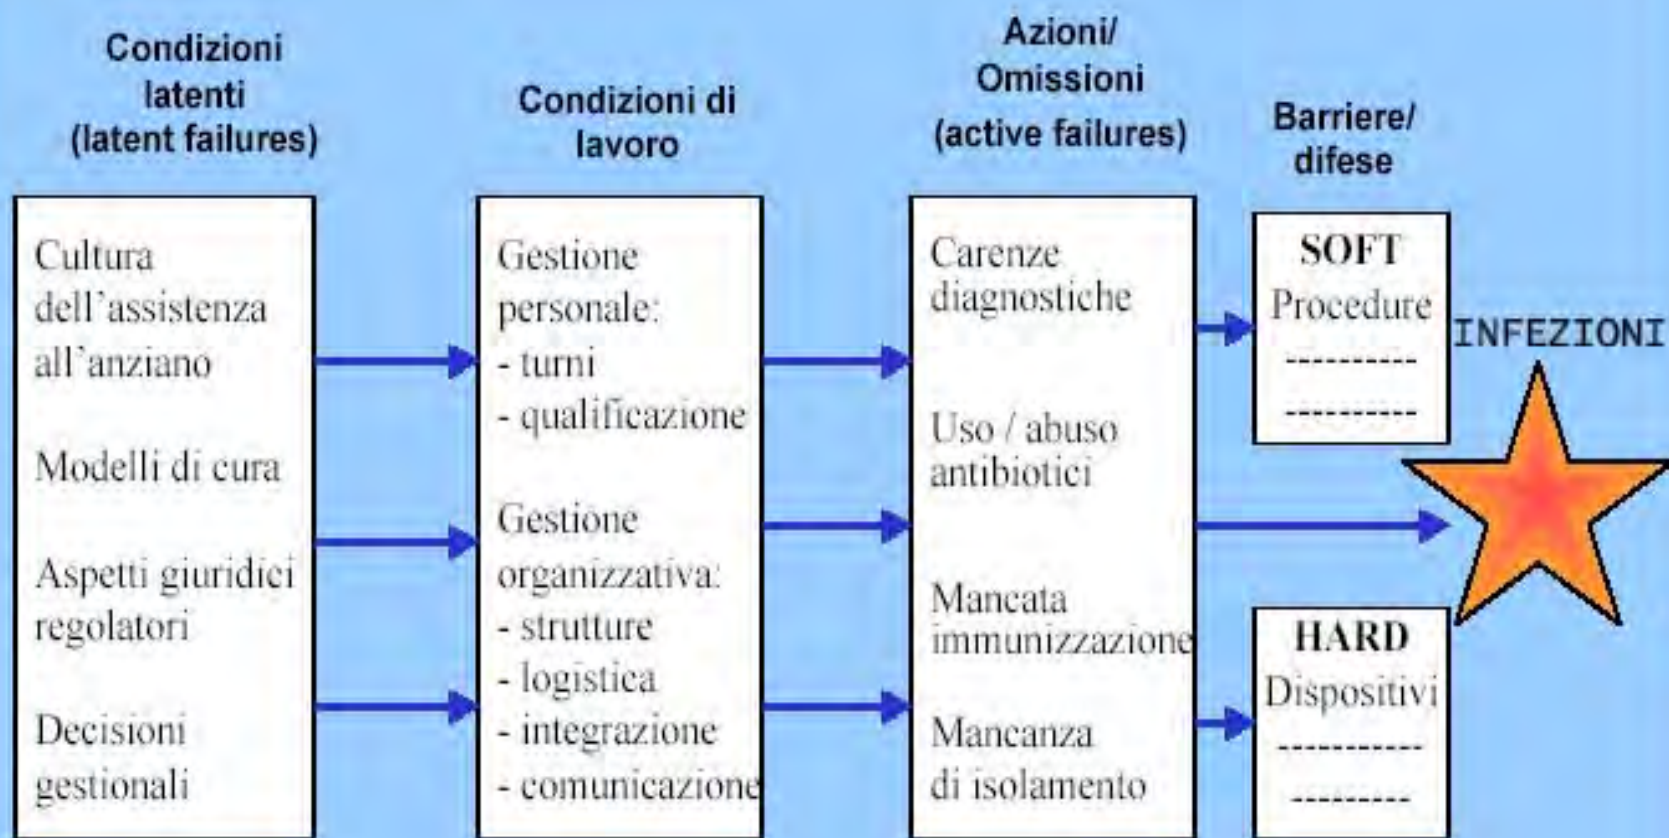 Condizioni
latenti
(latent failures)
Cultura
dell'assistenza
all'anziano
Modelli di cura
Aspetti giuridici
regolatori
Decisioni
gestionali
Condizioni di
lavoro
Gestione
personale:
- turni
- qualificazione
Gestione
organizzativa:
- strutture
- logistica
- integrazione
- comunicazione
Azioni/
Omissioni
(active failures)
Carenze
diagnostiche
Uso / abuso
antibiotici
Mancata
immunizzazione
Mancanza
di isolamento
Barriere/
difese
SOFT
Procedure
----------
----------
HARD
Dispositivi
-----------
---------
INFEZIONI